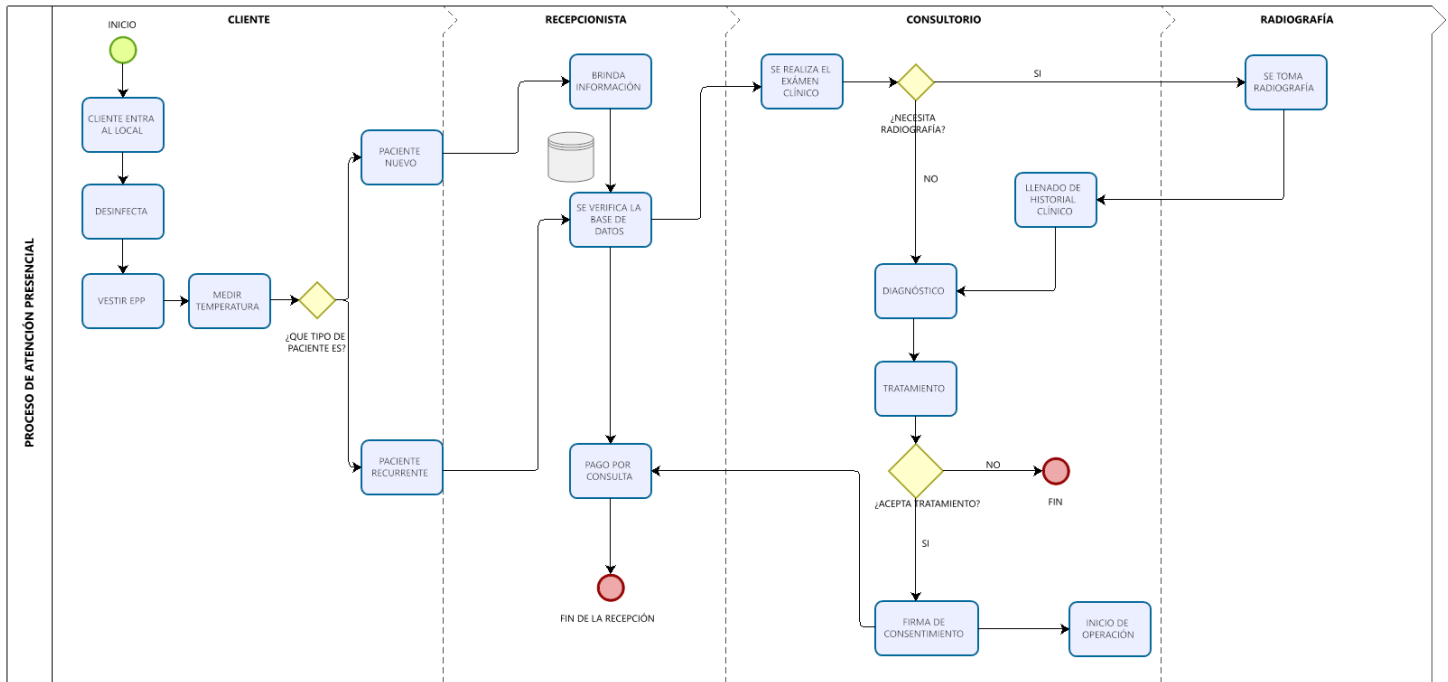 PROCESO DE ATENCIÓN PRESENCIAL
CLIENTE
RECEPCIONISTA
CONSULTORIO
RADIOGRAFÍA
INICIO
CLIENTE ENTRA
AL LOCAL
DESINFECTA
VESTIR EPP
MEDIR
TEMPERATURA
¿QUE TIPO DE
PACIENTE ES?
PACIENTE
NUEVO
PACIENTE
RECURRENTE
BRINDA
INFORMACIÓN
SE VERIFICA LA
BASE DE
DATOS
PAGO POR
CONSULTA
FIN DE LA RECEPCIÓN
SE REALIZA EL
EXÁMEN
CLÍNICO
¿NECESITA
RADIOGRAFÍA?
SI
NO
SE TOMA
RADIOGRAFÍA
LLENADO DE
HISTORIAL
CLÍNICO
DIAGNÓSTICO
TRATAMIENTO
¿ACEPTA TRATAMIENTO?
NO
FIN
SI
FIRMA DE
CONSENTIMIENTO
INICIO DE
OPERACIÓN